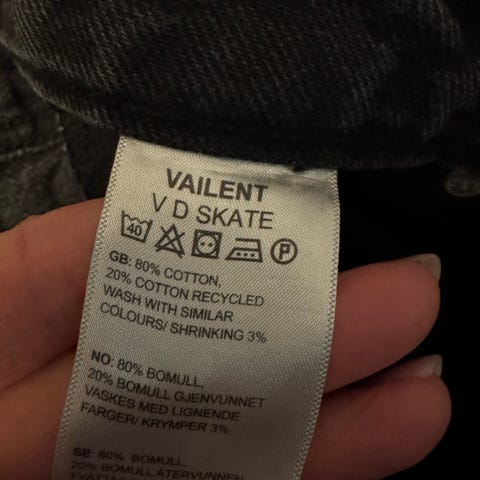 VAILENT
V D SKATE
40 P
GB: 80% COTTON,
20% COTTON RECYCLED
WASH WITH SIMILAR
COLOURS/ SHRINKING 3%
NO: 80% BOMULL,
20% BOMULL GJENVUNNET
VASKES MED LIGNENDE
FARGER/ KRYMPER 3%
SE: 80% BOMULL,
20% BOMULL ÅTERVUNNEN